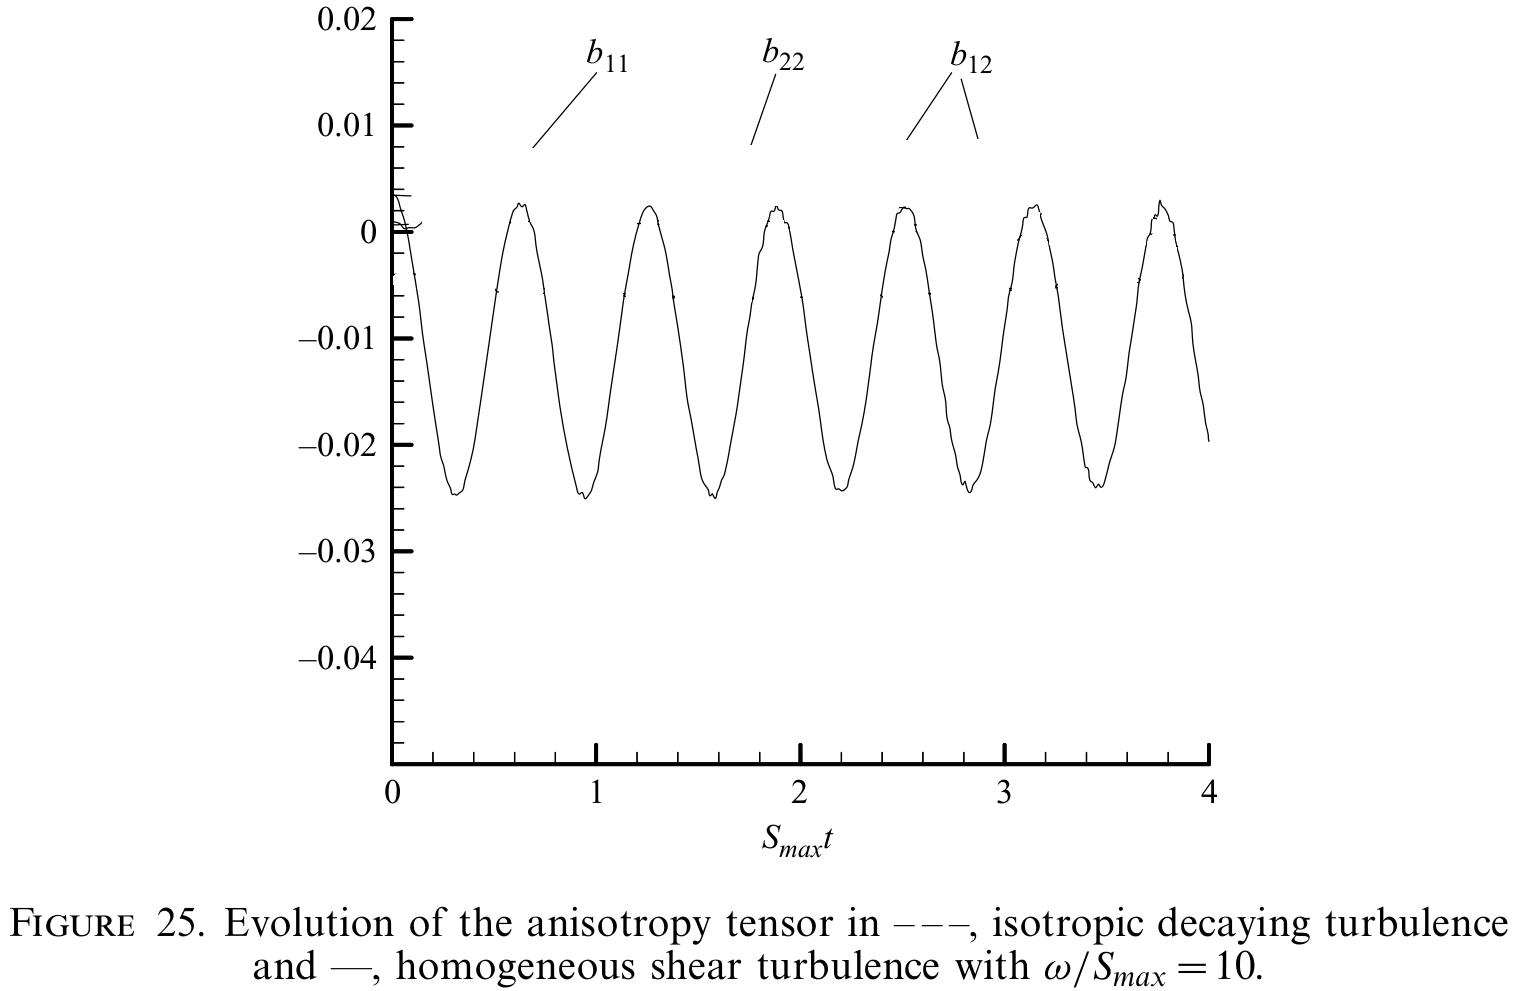 0.02
b11 b22 b12
0.01
0
–0.01
–0.02
–0.03
–0.04
0 1 2 3 4
Smaxt
FIGURE 25. Evolution of the anisotropy tensor in – – –, isotropic decaying turbulence
and —, homogeneous shear turbulence with ω/Smax = 10.